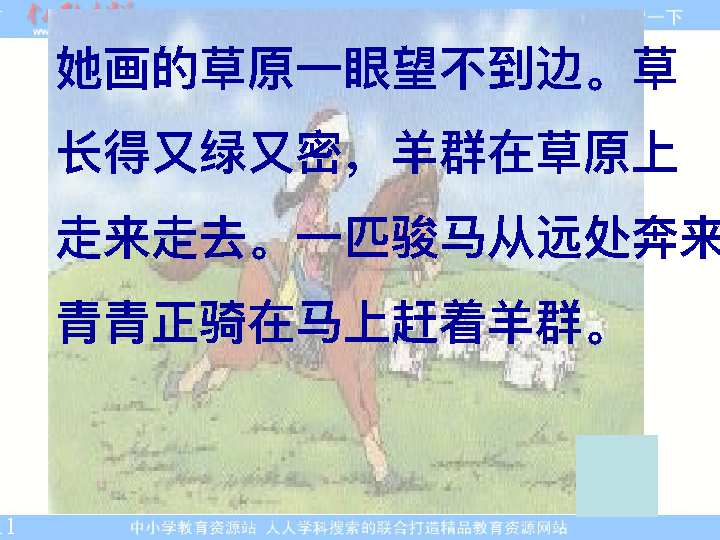 一下
她画的草原一眼望不到边。草
长得又绿又密，羊群在草原上
走来走去。一匹骏马从远处奔来
青青正骑在马上赶着羊群。
11
中小学教育资源站 人人学科搜索的联合打造精品教育资源网站